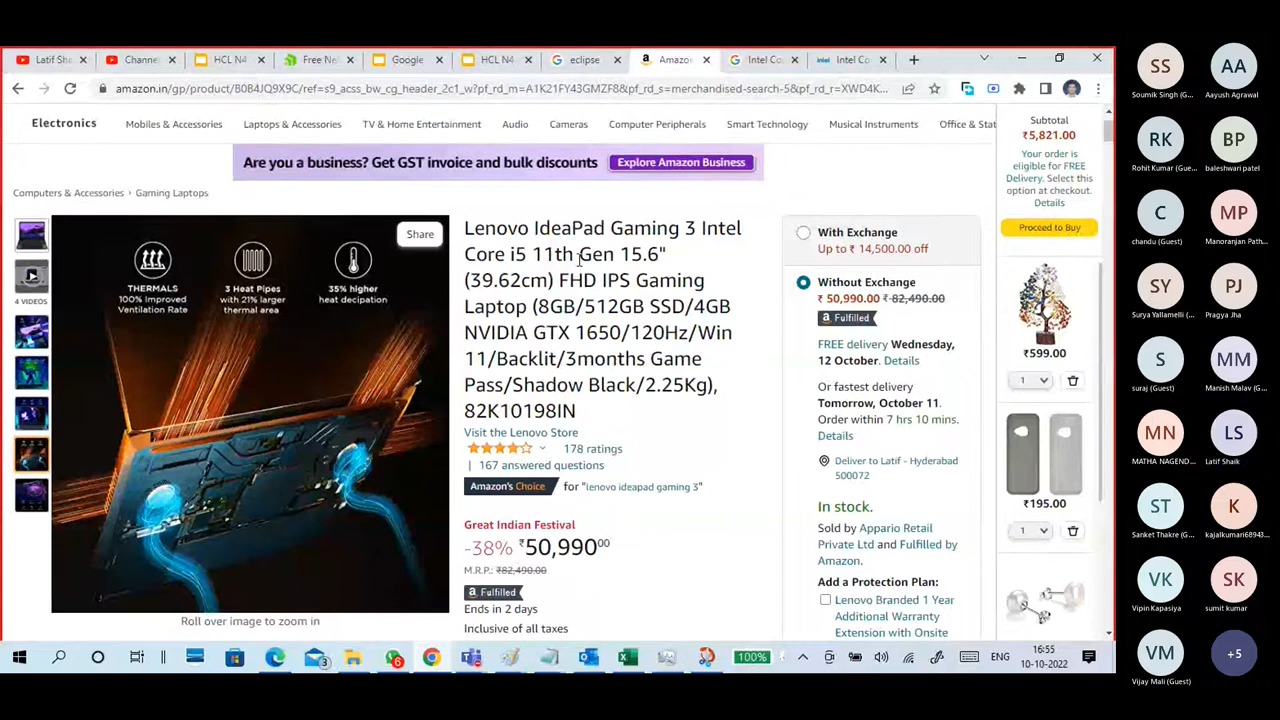 Latif Sha
Channel
HCL N4
Free Ne
Google
HCL N4
eclipse
Amazon
Intel Co
Intel Co
amazon.in/gp/product/B0B4JQ9X9C/ref=s9_acss_bw_cg_header_2c1_w?pf_rd_m=A1K21FY43GMZF8&pf_rd_s=merchandised-search-5&pf_rd_r=XWD4K...
Electronics
Mobiles & Accessories
Laptops & Accessories
TV & Home Entertainment
Audio
Cameras
Computer Peripherals
Smart Technology
Musical Instruments
Office & Stat
Are you a business? Get GST invoice and bulk discounts
Explore Amazon Business
Computers & Accessories › Gaming Laptops
4 VIDEOS
Share
THERMALS
100% Improved
Ventilation Rate
3 Heat Pipes
with 21% larger
thermal area
35% higher
heat decipation
Roll over image to zoom in
Lenovo IdeaPad Gaming 3 Intel
Core i5 11th Gen 15.6"
(39.62cm) FHD IPS Gaming
Laptop (8GB/512GB SSD/4GB
NVIDIA GTX 1650/120Hz/Win
11/Backlit/3months Game
Pass/Shadow Black/2.25Kg),
82K10198IN
Visit the Lenovo Store
178 ratings
| 167 answered questions
Amazon's Choice
for "lenovo ideapad gaming 3"
Great Indian Festival
-38% ₹50,99000
M.R.P.: ₹82,490.00
a Fulfilled
Ends in 2 days
Inclusive of all taxes
With Exchange
Up to ₹ 14,500.00 off
Without Exchange
₹ 50,990.00 ₹ 82,490.00
a Fulfilled
FREE delivery Wednesday,
12 October. Details
Or fastest delivery
Tomorrow, October 11.
Order within 7 hrs 10 mins.
Details
Deliver to Latif - Hyderabad
500072
In stock.
Sold by Appario Retail
Private Ltd and Fulfilled by
Amazon.
Add a Protection Plan:
Lenovo Branded 1 Year
Additional Warranty
Extension with Onsite
Subtotal
₹5,821.00
Your order is
eligible for FREE
Delivery. Select this
option at checkout.
Details
Proceed to Buy
₹599.00
1
₹195.00
1
3
6
100%
ENG
16:55
10-10-2022
SS
Soumik Singh (G...
AA
Aayush Agrawal
RK
Rohit Kumar (Gue...
BP
baleshwari patel
C
chandu (Guest)
MP
Manoranjan Path...
SY
Surya Yallamelli (...
PJ
Pragya Jha
S
suraj (Guest)
MM
Manish Malav (G...
MN
MATHA NAGEND...
LS
Latif Shaik
ST
Sanket Thakre (G...
K
kajalkumari68943...
VK
Vipin Kapasiya
SK
sumit kumar
VM
Vijay Mali (Guest)
+5